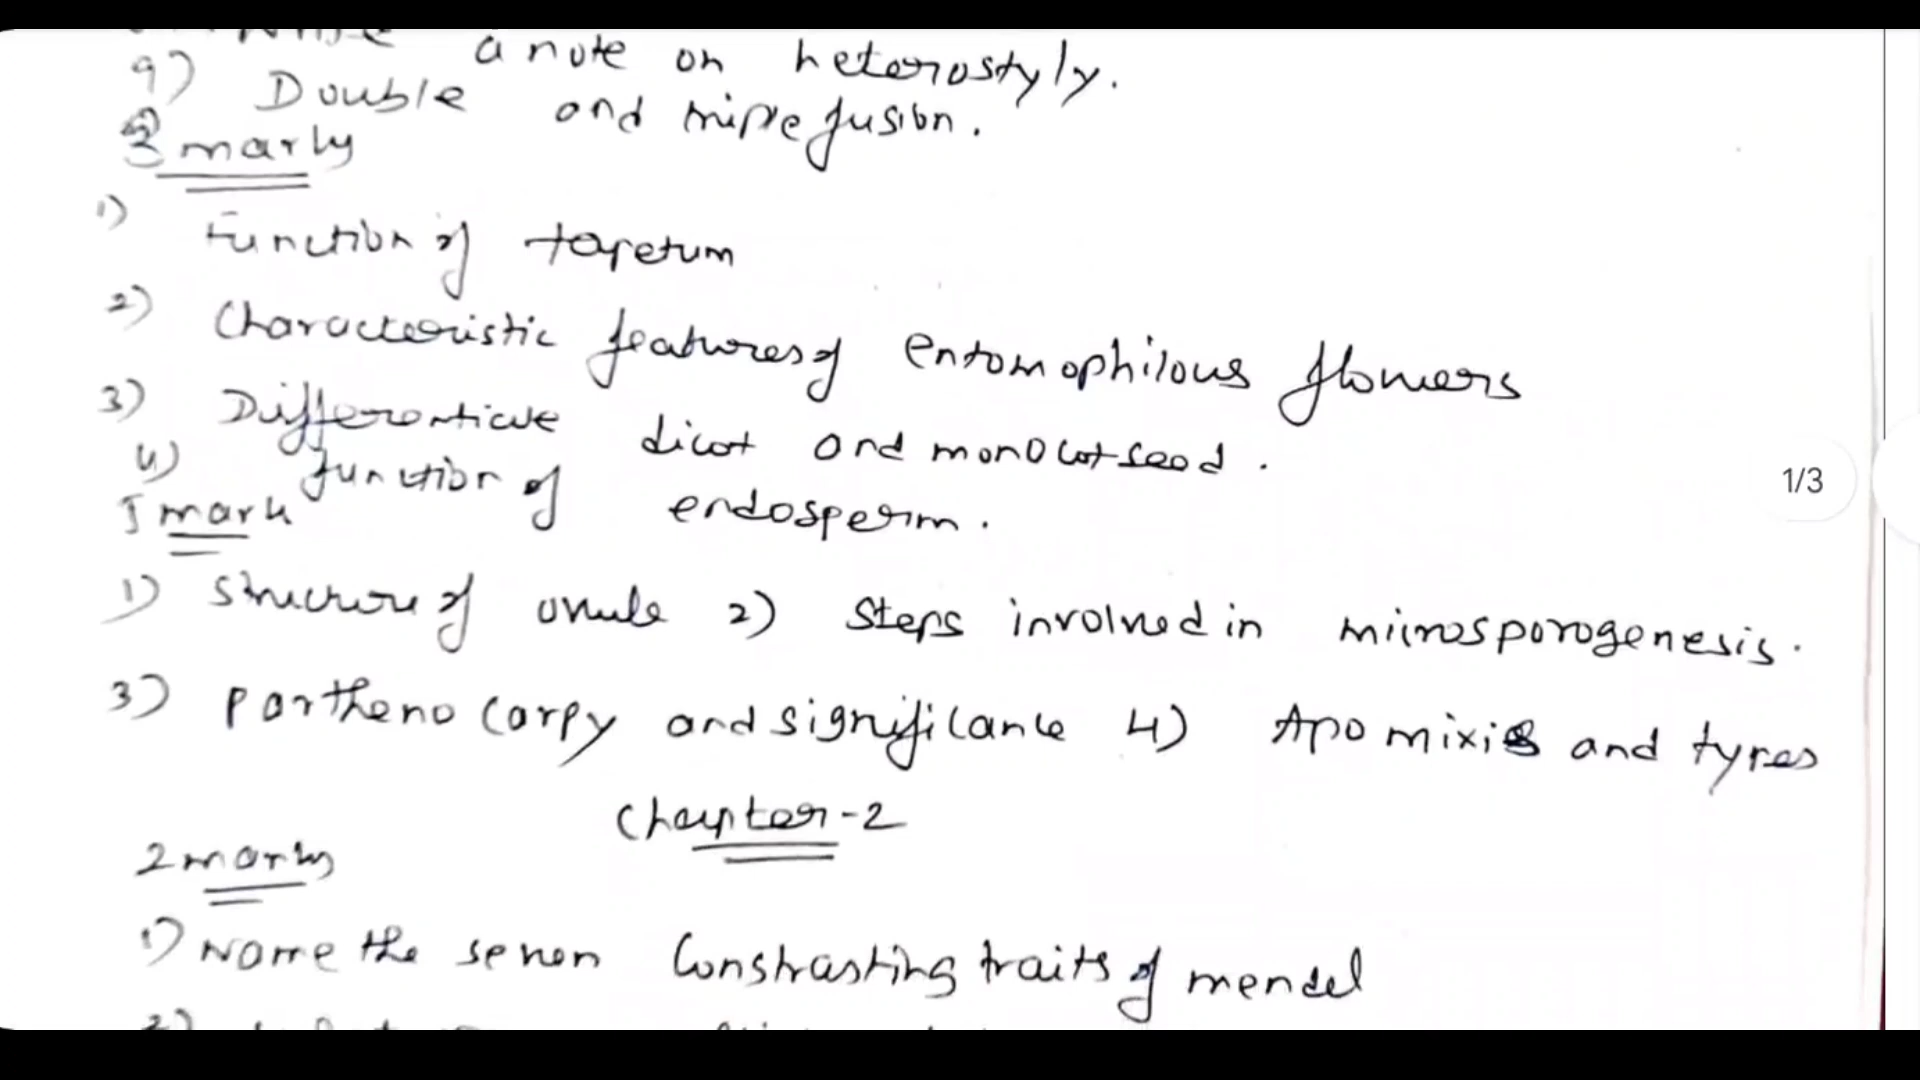 a note on heterostyly.
9) Double and triple fusion.
3 marks
1) Function of tapetum
2) Characteristic features of entomophilous flowers
3) Differentiate dicot and monocot seed.
4) function of endosperm.
5 mark
1) Structure of ovule 2) Steps involved in microsporogenesis.
3) Parthenocarpy and significance 4) Apomixis and types
Chapter-2
2 marks
1) Name the seven Constrasting traits of mendel
2)
1/3